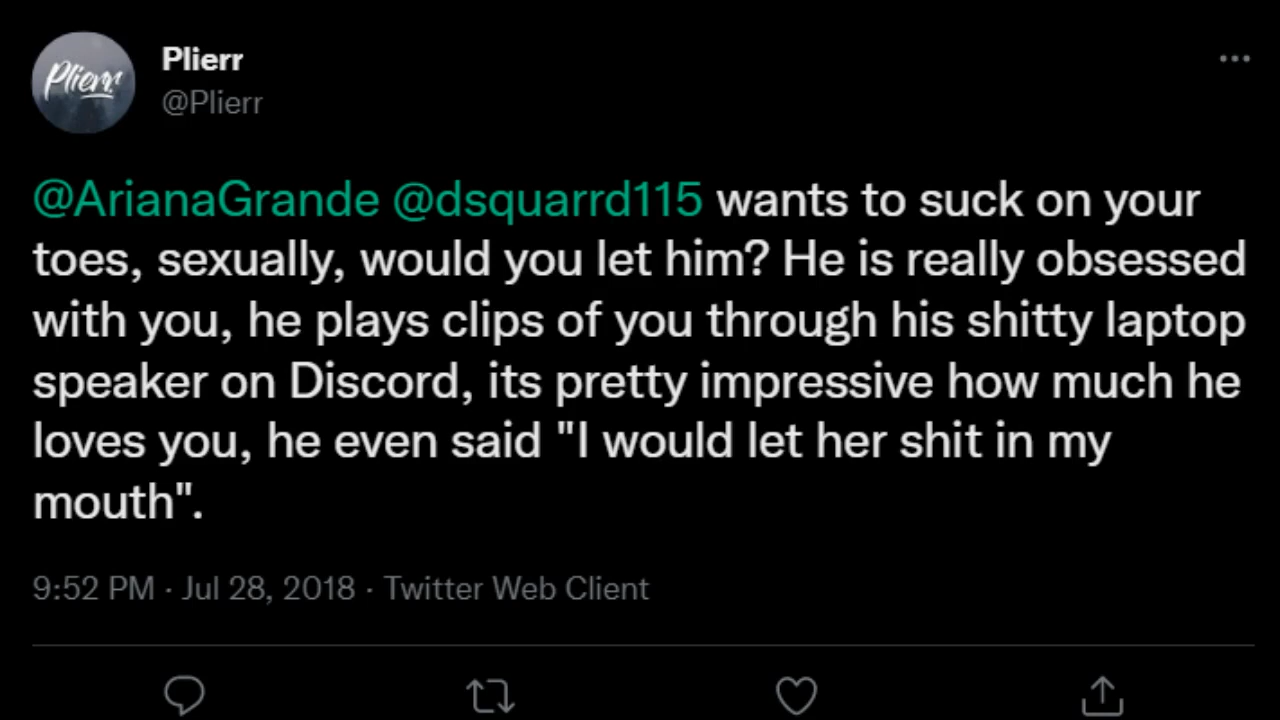 Plierr
Plierr
@Plierr
@ArianaGrande @dsquarrd115 wants to suck on your
toes, sexually, would you let him? He is really obsessed
with you, he plays clips of you through his shitty laptop
speaker on Discord, its pretty impressive how much he
loves you, he even said "I would let her shit in my
mouth".
9:52 PM · Jul 28, 2018 · Twitter Web Client